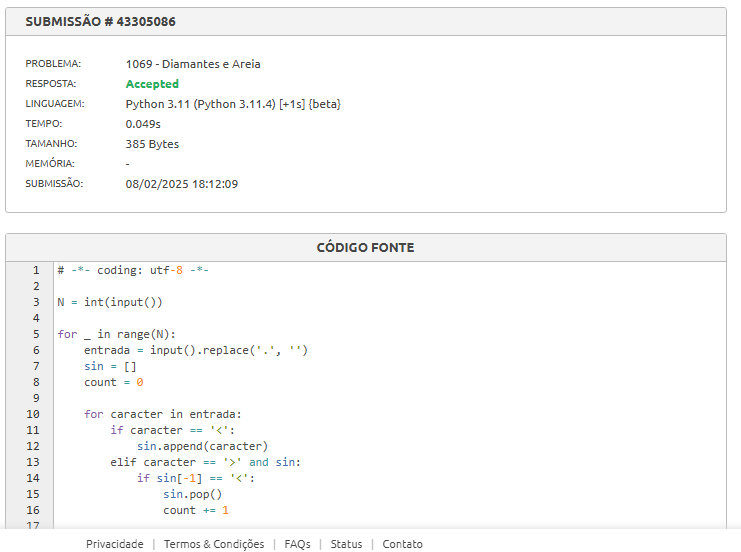 SUBMISSÃO # 43305086
PROBLEMA: 1069 - Diamantes e Areia
RESPOSTA: Accepted
LINGUAGEM: Python 3.11 (Python 3.11.4) [+1s] {beta}
TEMPO: 0.049s
TAMANHO: 385 Bytes
MEMÓRIA: -
SUBMISSÃO: 08/02/2025 18:12:09
CÓDIGO FONTE
1 # -*- coding: utf-8 -*-
2
3 N = int(input())
4
5 for _ in range(N):
6     entrada = input().replace('.', '')
7     sin = []
8     count = 0
9
10     for caracter in entrada:
11         if caracter == '<':
12             sin.append(caracter)
13         elif caracter == '>' and sin:
14             if sin[-1] == '<':
15                 sin.pop()
16                 count += 1
17
Privacidade | Termos & Condições | FAQs | Status | Contato